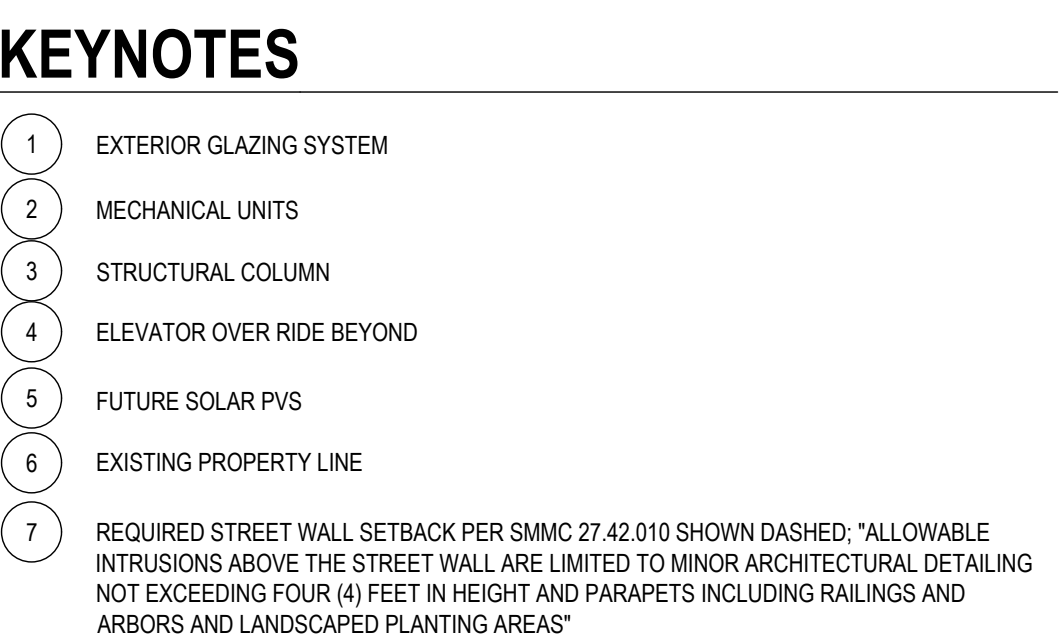 KEYNOTES
1 EXTERIOR GLAZING SYSTEM
2 MECHANICAL UNITS
3 STRUCTURAL COLUMN
4 ELEVATOR OVER RIDE BEYOND
5 FUTURE SOLAR PVS
6 EXISTING PROPERTY LINE
7 REQUIRED STREET WALL SETBACK PER SMMC 27.42.010 SHOWN DASHED; "ALLOWABLE
INTRUSIONS ABOVE THE STREET WALL ARE LIMITED TO MINOR ARCHITECTURAL DETAILING
NOT EXCEEDING FOUR (4) FEET IN HEIGHT AND PARAPETS INCLUDING RAILINGS AND
ARBORS AND LANDSCAPED PLANTING AREAS"